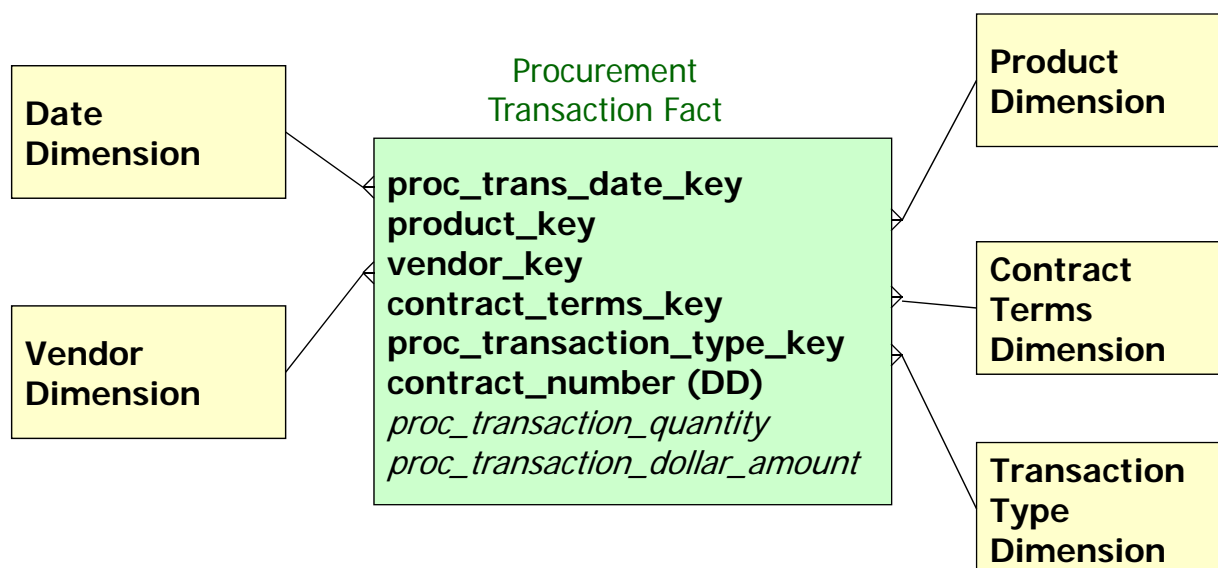 Date
Dimension
Vendor
Dimension
Procurement
Transaction Fact
proc_trans_date_key
product_key
vendor_key
contract_terms_key
proc_transaction_type_key
contract_number (DD)
proc_transaction_quantity
proc_transaction_dollar_amount
Product
Dimension
Contract
Terms
Dimension
Transaction
Type
Dimension